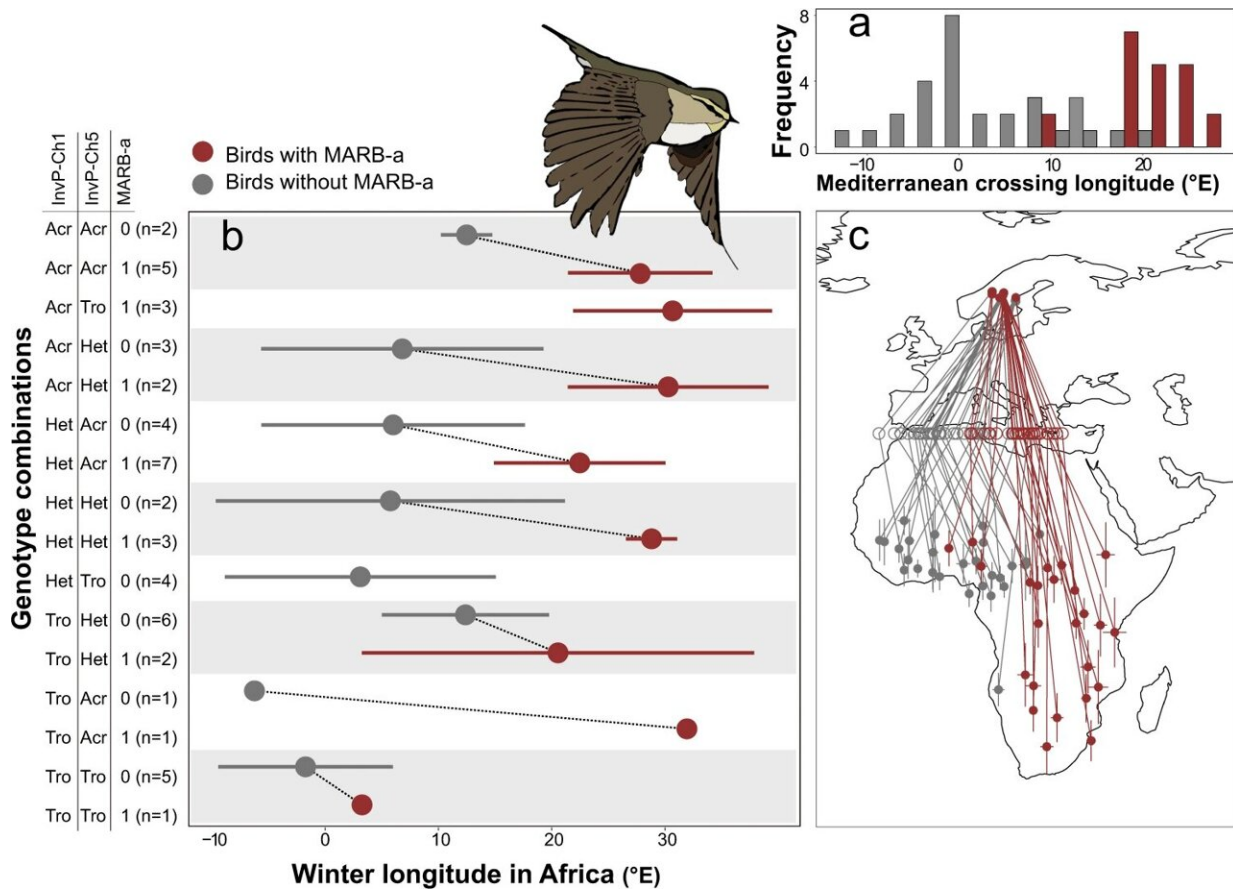 a
8
4
0
Frequency
−10 0 10 20
Mediterranean crossing longitude (°E)
Birds with MARB-a
Birds without MARB-a
InvP-Ch1 InvP-Ch5 MARB-a
b
Genotype combinations
Acr Acr 0 (n=2)
Acr Acr 1 (n=5)
Acr Tro 1 (n=3)
Acr Het 0 (n=3)
Acr Het 1 (n=2)
Het Acr 0 (n=4)
Het Acr 1 (n=7)
Het Het 0 (n=2)
Het Het 1 (n=3)
Het Tro 0 (n=4)
Tro Het 0 (n=6)
Tro Het 1 (n=2)
Tro Acr 0 (n=1)
Tro Acr 1 (n=1)
Tro Tro 0 (n=5)
Tro Tro 1 (n=1)
−10 0 10 20 30
Winter longitude in Africa (°E)
c